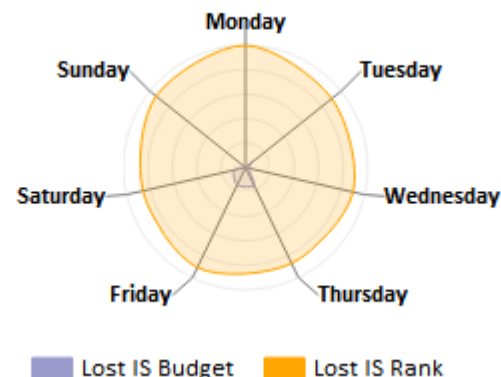 Monday
Sunday
Tuesday
Saturday
Wednesday
Friday
Thursday
Lost IS Budget
Lost IS Rank